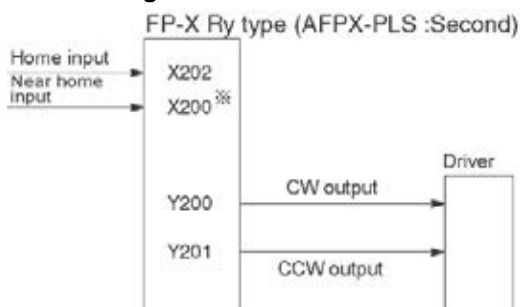 FP-X Ry type (AFPX-PLS :Second)
Home input
Near home
input
X202
X200 ※
Driver
Y200
CW output
Y201
CCW output